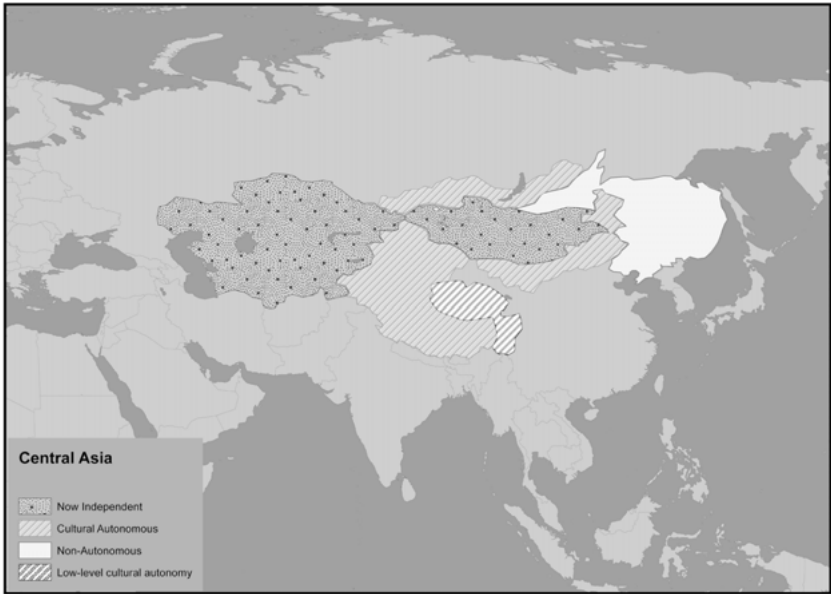 Central Asia
Now Independent
Cultural Autonomous
Non-Autonomous
Low-level cultural autonomy